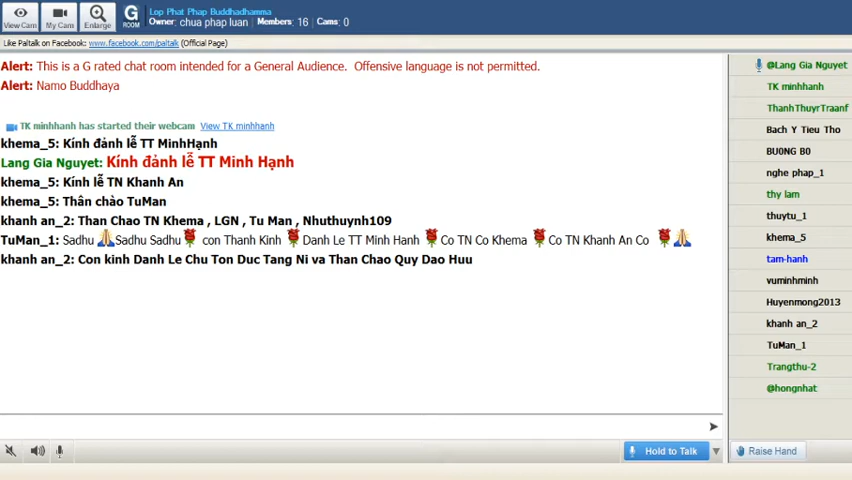 View Cam
My Cam
Enlarge
G
ROOM
Lop Phat Phap Buddhadhamma
Owner: chua phap luan Members: 16 Cams: 0
Like Paltalk on Facebook: www.facebook.com/paltalk (Official Page)
Alert: This is a G rated chat room intended for a General Audience. Offensive language is not permitted.
Alert: Namo Buddhaya
TK minhhanh has started their webcam View TK minhhanh
khema_5: Kính đảnh lễ TT MinhHạnh
Lang Gia Nguyet: Kính đảnh lễ TT Minh Hạnh
khema_5: Kính lễ TN Khanh An
khema_5: Thân chào TuMan
khanh an_2: Than Chao TN Khema , LGN , Tu Man , Nhuthuynh109
TuMan_1: Sadhu Sadhu Sadhu con Thanh Kinh Danh Le TT Minh Hanh Co TN Co Khema Co TN Khanh An Co
khanh an_2: Con kinh Danh Le Chu Ton Duc Tang Ni va Than Chao Quy Dao Huu
@Lang Gia Nguyet
TK minhhanh
ThanhThuyrTraanf
Bach Y Tieu Tho
BU0NG B0
nghe phap_1
thy lam
thuytu_1
khema_5
tam-hanh
vuminhminh
Huyenmong2013
khanh an_2
TuMan_1
Trangthu-2
@hongnhat
Hold to Talk
Raise Hand